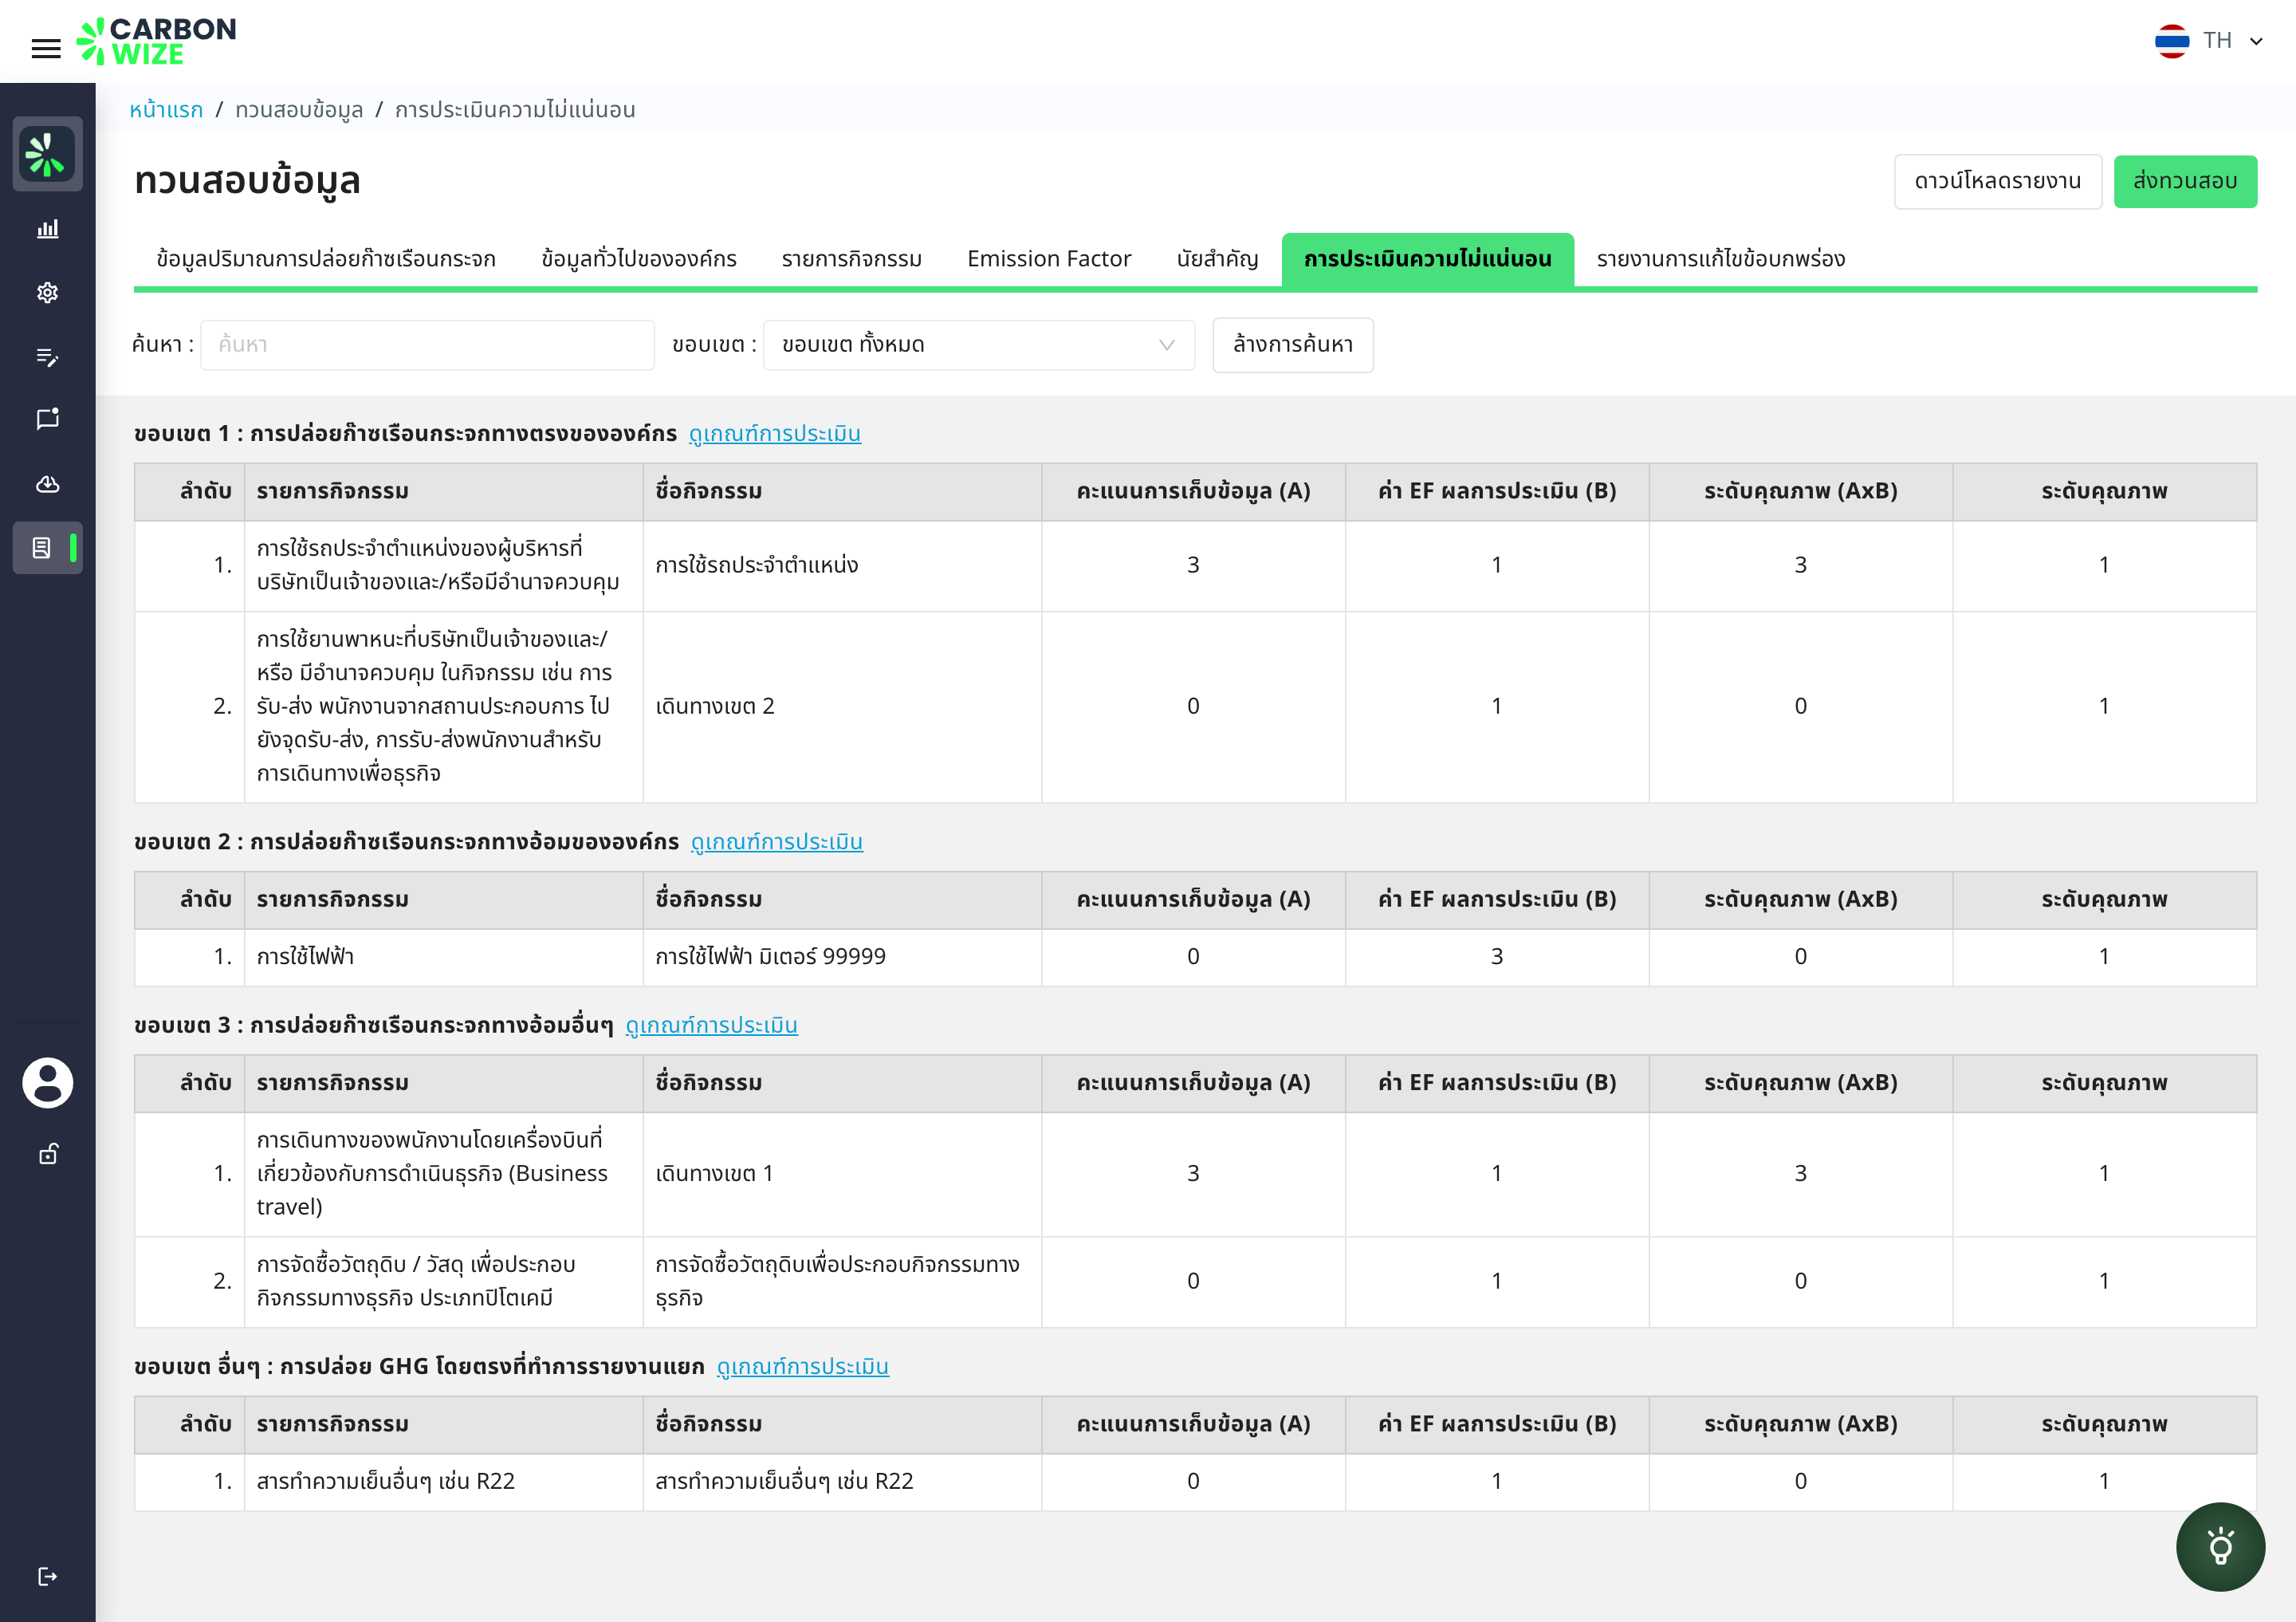 CARBON
WIZE
TH
หน้าแรก / ทวนสอบข้อมูล / การประเมินความไม่แน่นอน
ทวนสอบข้อมูล
ดาวน์โหลดรายงาน
ส่งทวนสอบ
ข้อมูลปริมาณการปล่อยก๊าซเรือนกระจก
ข้อมูลทั่วไปขององค์กร
รายการกิจกรรม
Emission Factor
นัยสำคัญ
การประเมินความไม่แน่นอน
รายงานการแก้ไขข้อบกพร่อง
ค้นหา : ค้นหา
ขอบเขต : ขอบเขต ทั้งหมด
ล้างการค้นหา
ขอบเขต 1 : การปล่อยก๊าซเรือนกระจกทางตรงขององค์กร ดูเกณฑ์การประเมิน
ลำดับ รายการกิจกรรม ชื่อกิจกรรม คะแนนการเก็บข้อมูล (A) ค่า EF ผลการประเมิน (B) ระดับคุณภาพ (AxB) ระดับคุณภาพ
1.
การใช้รถประจำตำแหน่งของผู้บริหารที่
บริษัทเป็นเจ้าของและ/หรือมีอำนาจควบคุม
การใช้รถประจำตำแหน่ง
3 1 3 1
2.
การใช้ยานพาหนะที่บริษัทเป็นเจ้าของและ/
หรือ มีอำนาจควบคุม ในกิจกรรม เช่น การ
รับ-ส่ง พนักงานจากสถานประกอบการ ไป
ยังจุดรับ-ส่ง, การรับ-ส่งพนักงานสำหรับ
การเดินทางเพื่อธุรกิจ
เดินทางเขต 2
0 1 0 1
ขอบเขต 2 : การปล่อยก๊าซเรือนกระจกทางอ้อมขององค์กร ดูเกณฑ์การประเมิน
ลำดับ รายการกิจกรรม ชื่อกิจกรรม คะแนนการเก็บข้อมูล (A) ค่า EF ผลการประเมิน (B) ระดับคุณภาพ (AxB) ระดับคุณภาพ
1. การใช้ไฟฟ้า การใช้ไฟฟ้า มิเตอร์ 99999 0 3 0 1
ขอบเขต 3 : การปล่อยก๊าซเรือนกระจกทางอ้อมอื่นๆ ดูเกณฑ์การประเมิน
ลำดับ รายการกิจกรรม ชื่อกิจกรรม คะแนนการเก็บข้อมูล (A) ค่า EF ผลการประเมิน (B) ระดับคุณภาพ (AxB) ระดับคุณภาพ
1.
การเดินทางของพนักงานโดยเครื่องบินที่
เกี่ยวข้องกับการดำเนินธุรกิจ (Business
travel)
เดินทางเขต 1
3 1 3 1
2.
การจัดซื้อวัตถุดิบ / วัสดุ เพื่อประกอบ
กิจกรรมทางธุรกิจ ประเภทปิโตเคมี
การจัดซื้อวัตถุดิบเพื่อประกอบกิจกรรมทาง
ธุรกิจ
0 1 0 1
ขอบเขต อื่นๆ : การปล่อย GHG โดยตรงที่ทำการรายงานแยก ดูเกณฑ์การประเมิน
ลำดับ รายการกิจกรรม ชื่อกิจกรรม คะแนนการเก็บข้อมูล (A) ค่า EF ผลการประเมิน (B) ระดับคุณภาพ (AxB) ระดับคุณภาพ
1. สารทำความเย็นอื่นๆ เช่น R22 สารทำความเย็นอื่นๆ เช่น R22 0 1 0 1